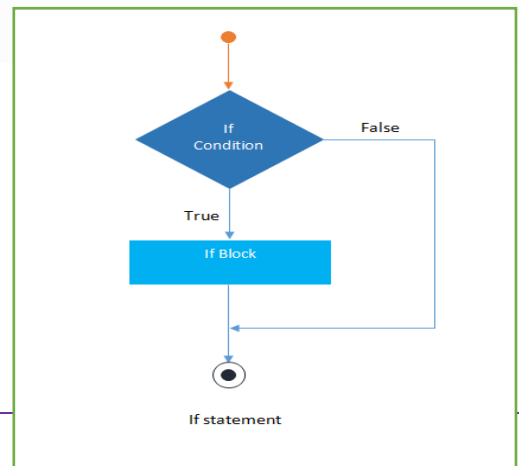 If
Condition
False
True
If Block
If statement